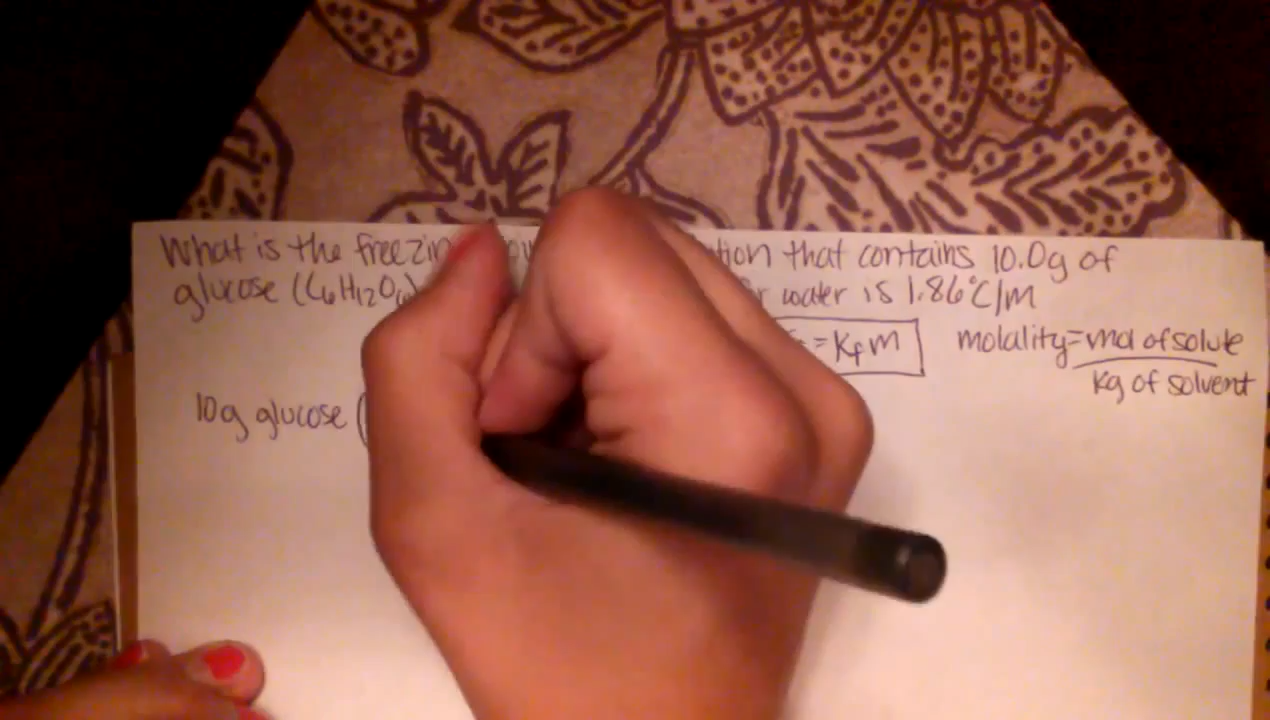 What is the freezin tion that contains 10.0g of
glucose (C6H12O6) r water is 1.86°C/m
= Kfm molality = mol of solute
kg of solvent
10g glucose (